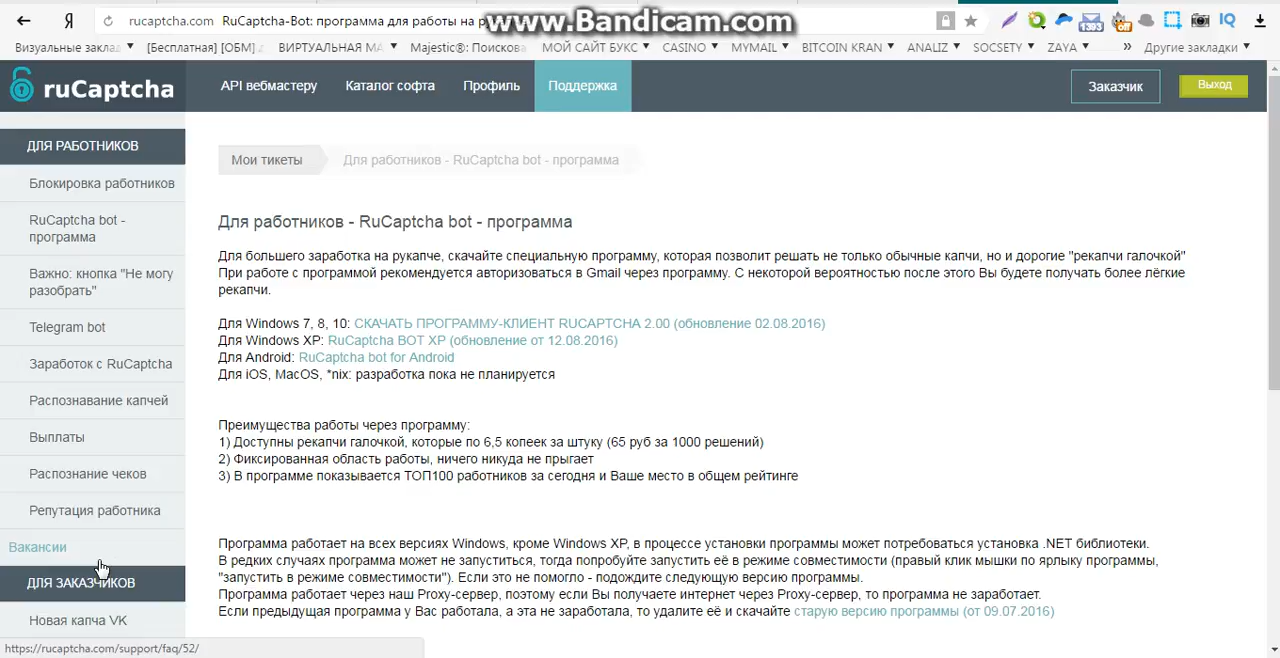 rucaptcha.com RuCaptcha-Bot: программа для работы на
www.Bandicam.com
1393
off
IQ
Визуальные заклад
[Бесплатная] [ОБМ]
ВИРТУАЛЬНАЯ МА
Majestic®: Поискова
МОЙ САЙТ БУКС
CASINO
MYMAIL
BITCOIN KRAN
ANALIZ
SOCSETY
ZAYA
»
Другие закладки
ruCaptcha
API вебмастеру
Каталог софта
Профиль
Поддержка
Заказчик
Выход
ДЛЯ РАБОТНИКОВ
Блокировка работников
RuCaptcha bot -
программа
Важно: кнопка "Не могу
разобрать"
Telegram bot
Заработок с RuCaptcha
Распознавание капчей
Выплаты
Распознание чеков
Репутация работника
Вакансии
ДЛЯ ЗАКАЗЧИКОВ
Новая капча VK
https://rucaptcha.com/support/faq/52/
Мои тикеты
Для работников - RuCaptcha bot - программа
Для работников - RuCaptcha bot - программа
Для большего заработка на рукапче, скачайте специальную программу, которая позволит решать не только обычные капчи, но и дорогие "рекапчи галочкой"
При работе с программой рекомендуется авторизоваться в Gmail через программу. С некоторой вероятностью после этого Вы будете получать более лёгкие
рекапчи.
Для Windows 7, 8, 10: СКАЧАТЬ ПРОГРАММУ-КЛИЕНТ RUCAPTCHA 2.00 (обновление 02.08.2016)
Для Windows XP: RuCaptcha BOT XP (обновление от 12.08.2016)
Для Android: RuCaptcha bot for Android
Для iOS, MacOS, *nix: разработка пока не планируется
Преимущества работы через программу:
1) Доступны рекапчи галочкой, которые по 6,5 копеек за штуку (65 руб за 1000 решений)
2) Фиксированная область работы, ничего никуда не прыгает
3) В программе показывается ТОП100 работников за сегодня и Ваше место в общем рейтинге
Программа работает на всех версиях Windows, кроме Windows XP, в процессе установки программы может потребоваться установка .NET библиотеки.
В редких случаях программа может не запуститься, тогда попробуйте запустить её в режиме совместимости (правый клик мышки по ярлыку программы,
"запустить в режиме совместимости"). Если это не помогло - подождите следующую версию программы.
Программа работает через наш Proxy-сервер, поэтому если Вы получаете интернет через Proxy-сервер, то программа не заработает.
Если предыдущая программа у Вас работала, а эта не заработала, то удалите её и скачайте старую версию программы (от 09.07.2016)